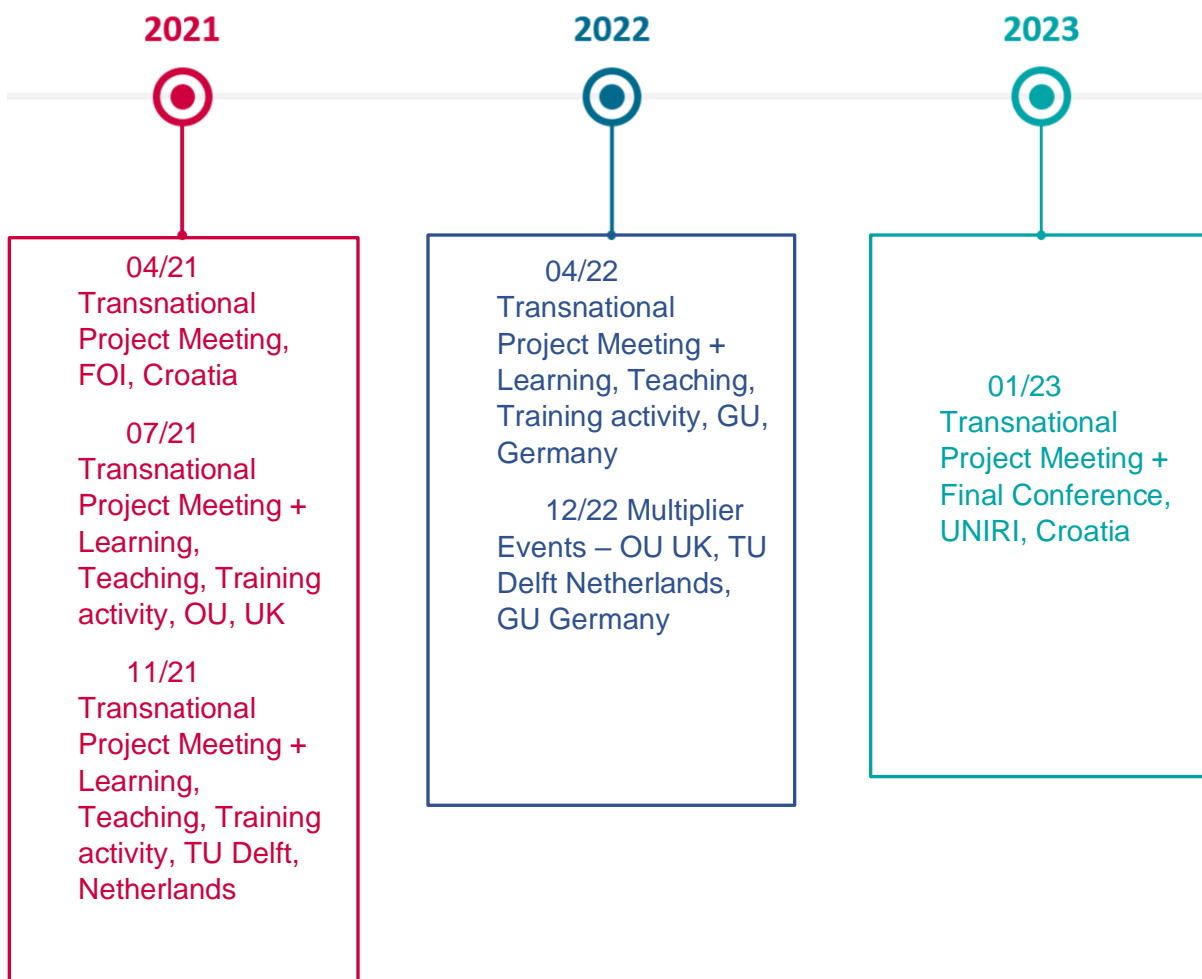 2021
2022
2023
04/21
Transnational
Project Meeting,
FOI, Croatia
07/21
Transnational
Project Meeting +
Learning,
Teaching, Training
activity, OU, UK
11/21
Transnational
Project Meeting +
Learning,
Teaching, Training
activity, TU Delft,
Netherlands
04/22
Transnational
Project Meeting +
Learning, Teaching,
Training activity, GU,
Germany
12/22 Multiplier
Events – OU UK, TU
Delft Netherlands,
GU Germany
01/23
Transnational
Project Meeting +
Final Conference,
UNIRI, Croatia